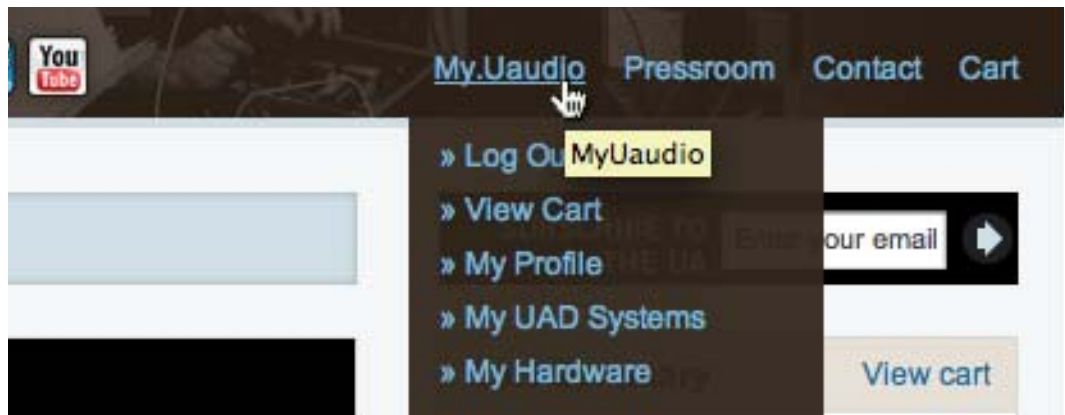 You
Tube
My.Uaudio Pressroom Contact Cart
» Log Ou
MyUaudio
» View Cart
» My Profile
» My UAD Systems
» My Hardware
our email
View cart